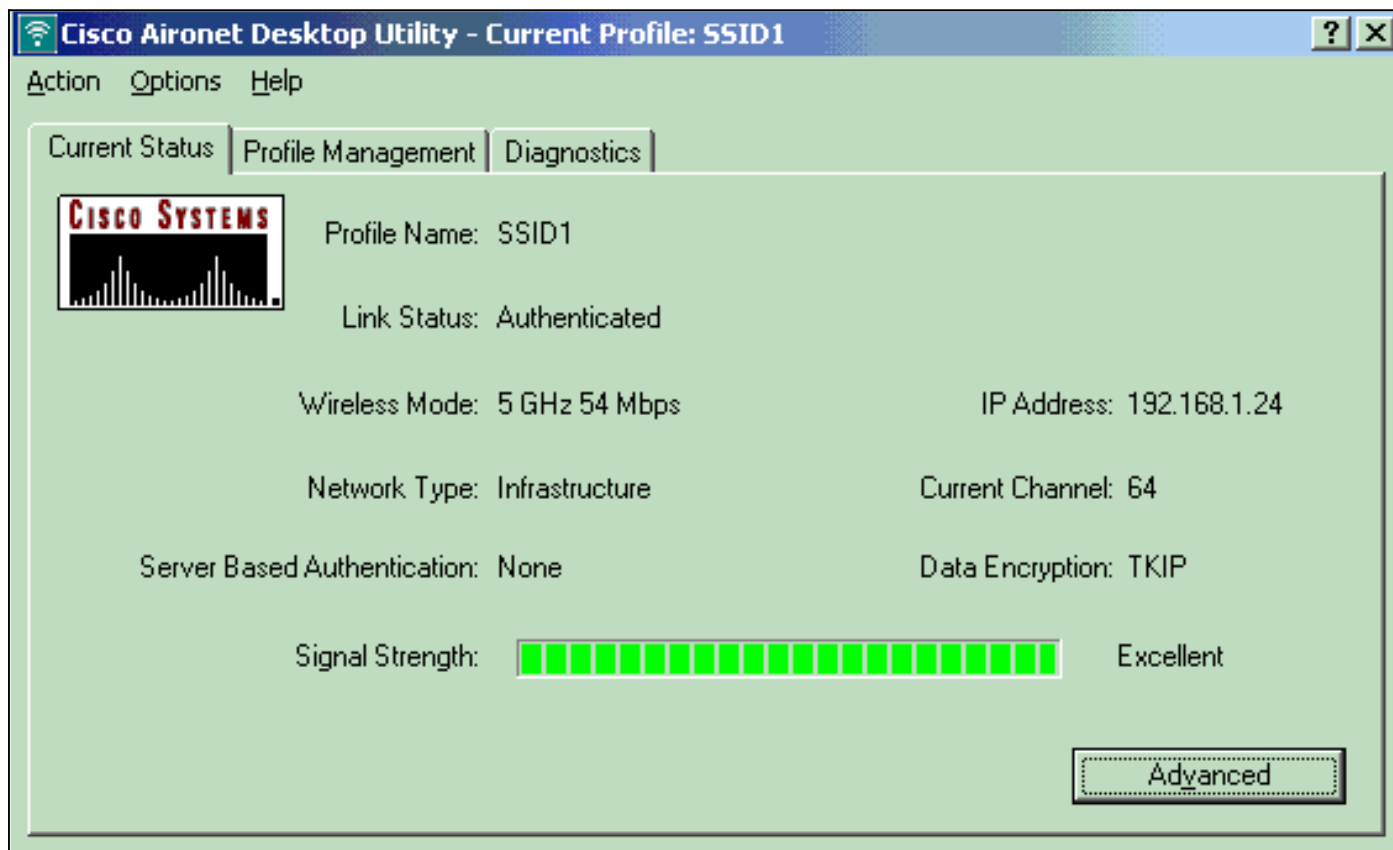 Cisco Aironet Desktop Utility - Current Profile: SSID1
Action Options Help
Current Status Profile Management Diagnostics
CISCO SYSTEMS
Profile Name: SSID1
Link Status: Authenticated
Wireless Mode: 5 GHz 54 Mbps IP Address: 192.168.1.24
Network Type: Infrastructure Current Channel: 64
Server Based Authentication: None Data Encryption: TKIP
Signal Strength: Excellent
Advanced